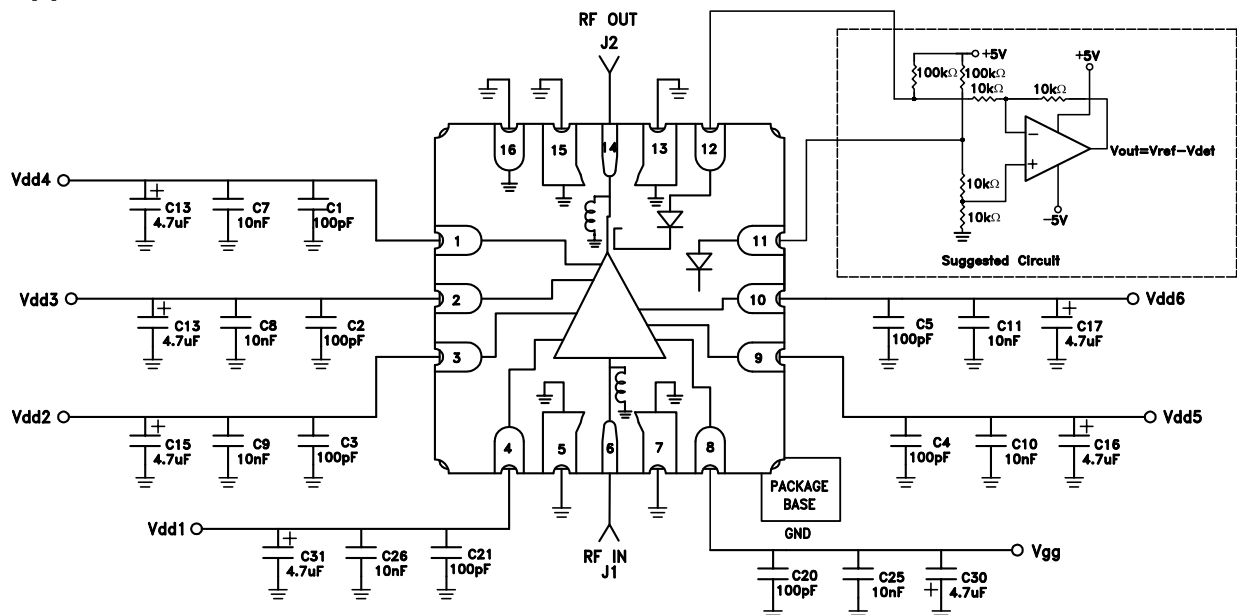 RF OUT
J2
+5V
100kΩ
100kΩ
10kΩ
10kΩ
+5V
−
+
Vout=Vref−Vdet
10kΩ
10kΩ
−5V
Suggested Circuit
16
15
14
13
12
Vdd4
+
C13
4.7uF
C7
10nF
C1
100pF
1
11
Vdd3
+
C13
4.7uF
C8
10nF
C2
100pF
2
10
Vdd6
C5
100pF
C11
10nF
+
C17
4.7uF
3
9
Vdd2
+
C15
4.7uF
C9
10nF
C3
100pF
Vdd5
C4
100pF
C10
10nF
+
C16
4.7uF
4
5
6
7
8
PACKAGE
BASE
GND
Vdd1
+
C31
4.7uF
C26
10nF
C21
100pF
RF IN
J1
Vgg
C20
100pF
C25
10nF
+
C30
4.7uF